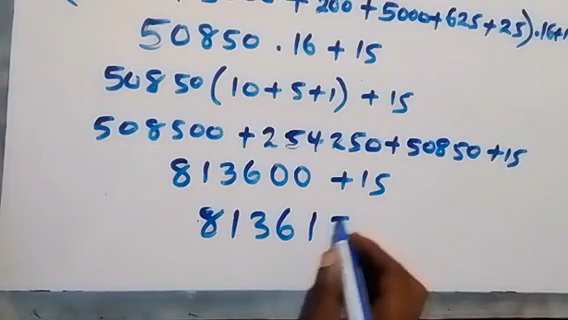 200 + 5000 + 625 + 25).16+1
50850 . 16 + 15
50850(10+5+1) + 15
508500 + 254250 + 50850 + 15
813600 + 15
81361